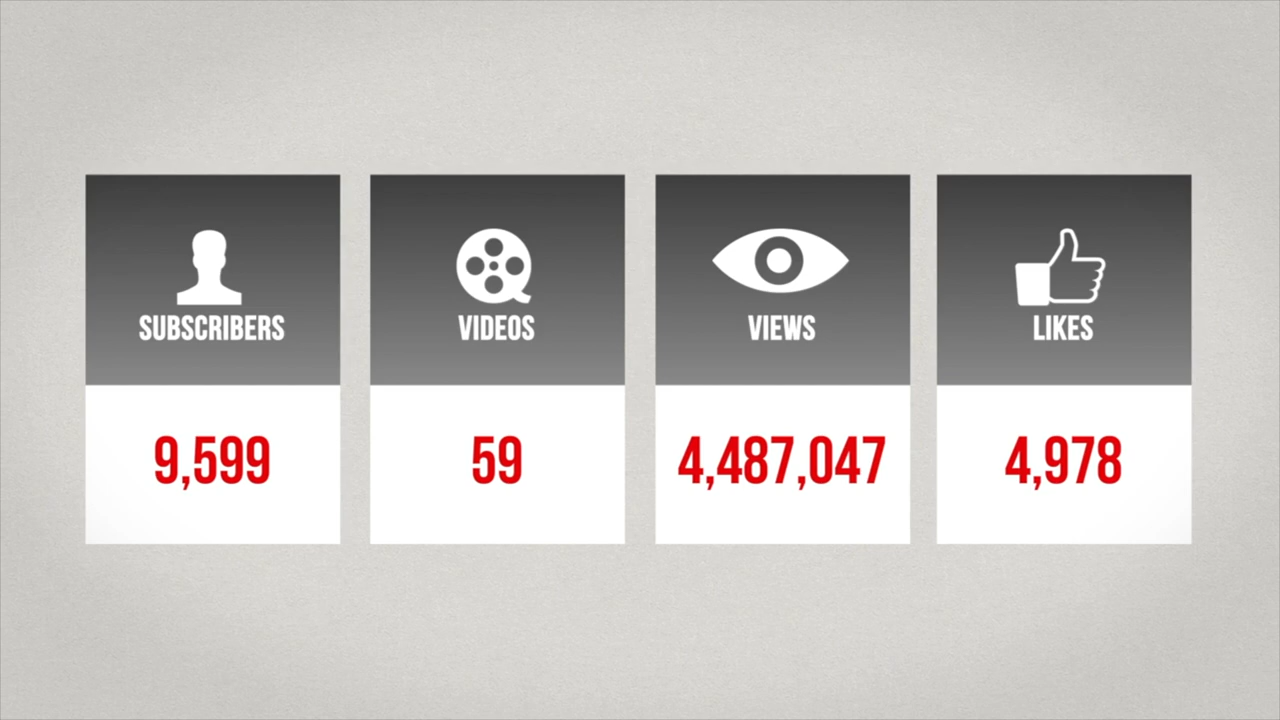 SUBSCRIBERS
9,599
VIDEOS
59
VIEWS
4,487,047
LIKES
4,978